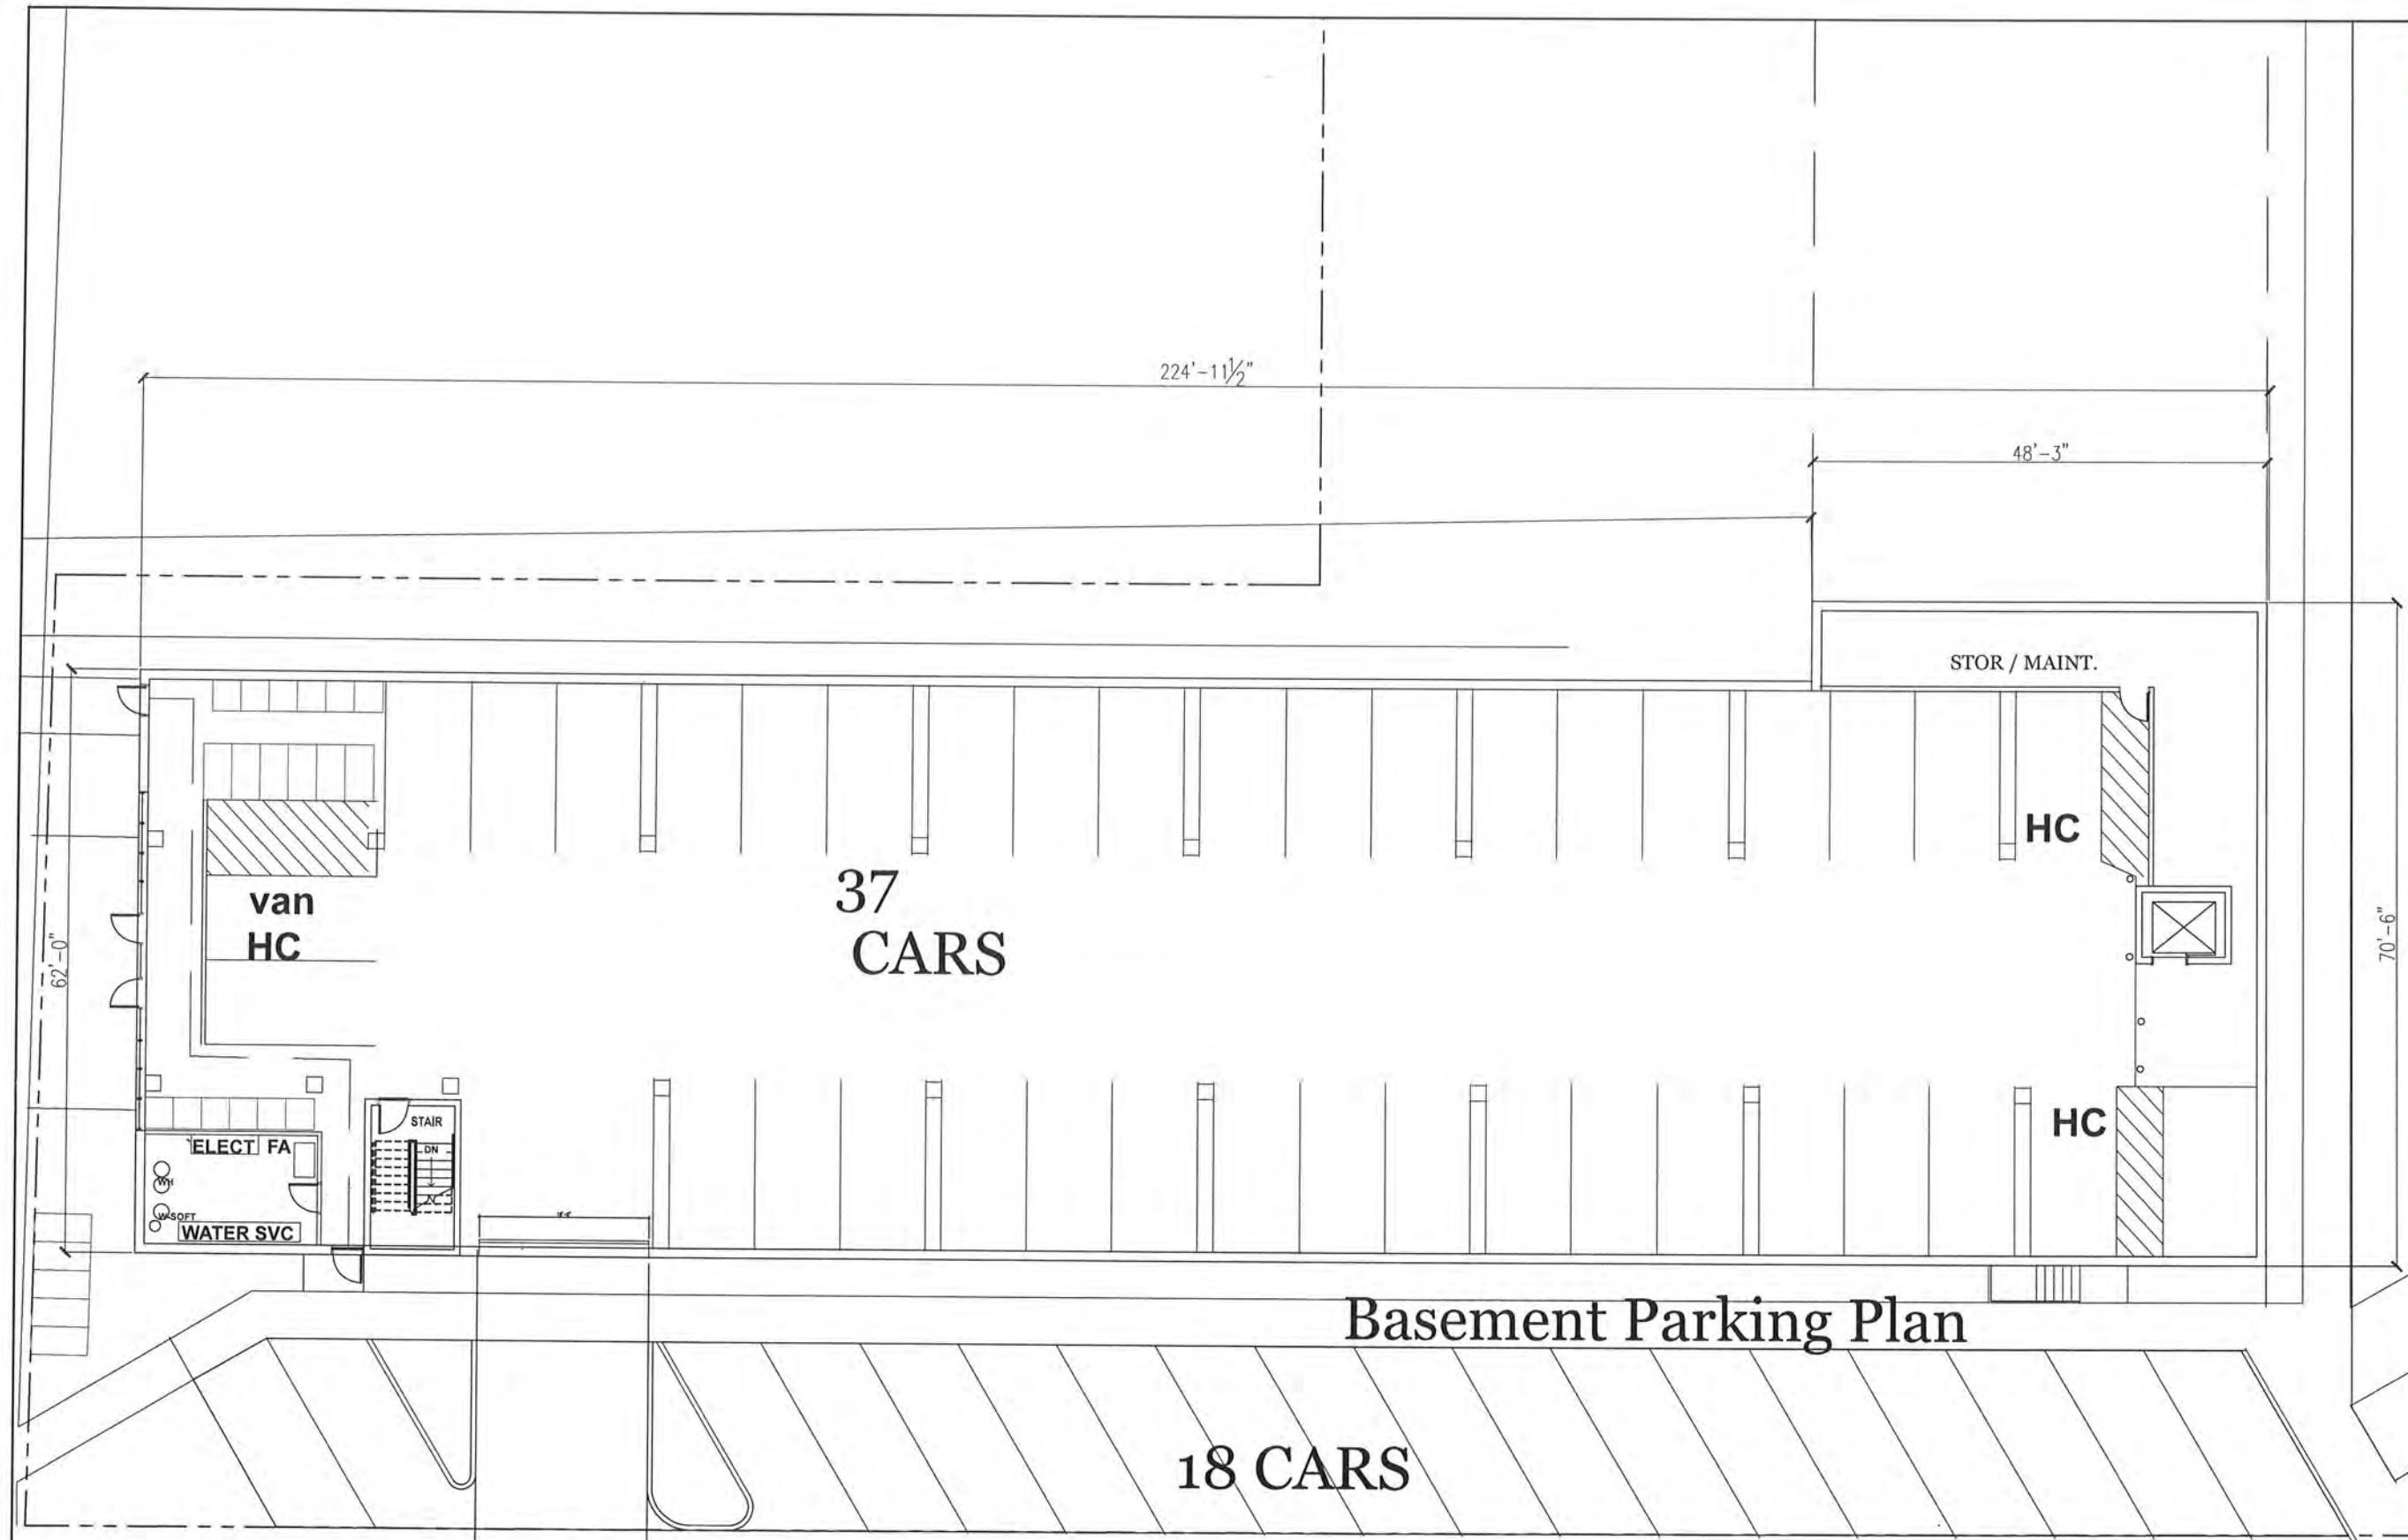 224'-11½"
48'-3"
STOR / MAINT.
HC
van
HC
37
CARS
62'-0"
70'-6"
HC
STAIR
DN
ELECT FA
WH
W-SOFT
WATER SVC
Basement Parking Plan
18 CARS